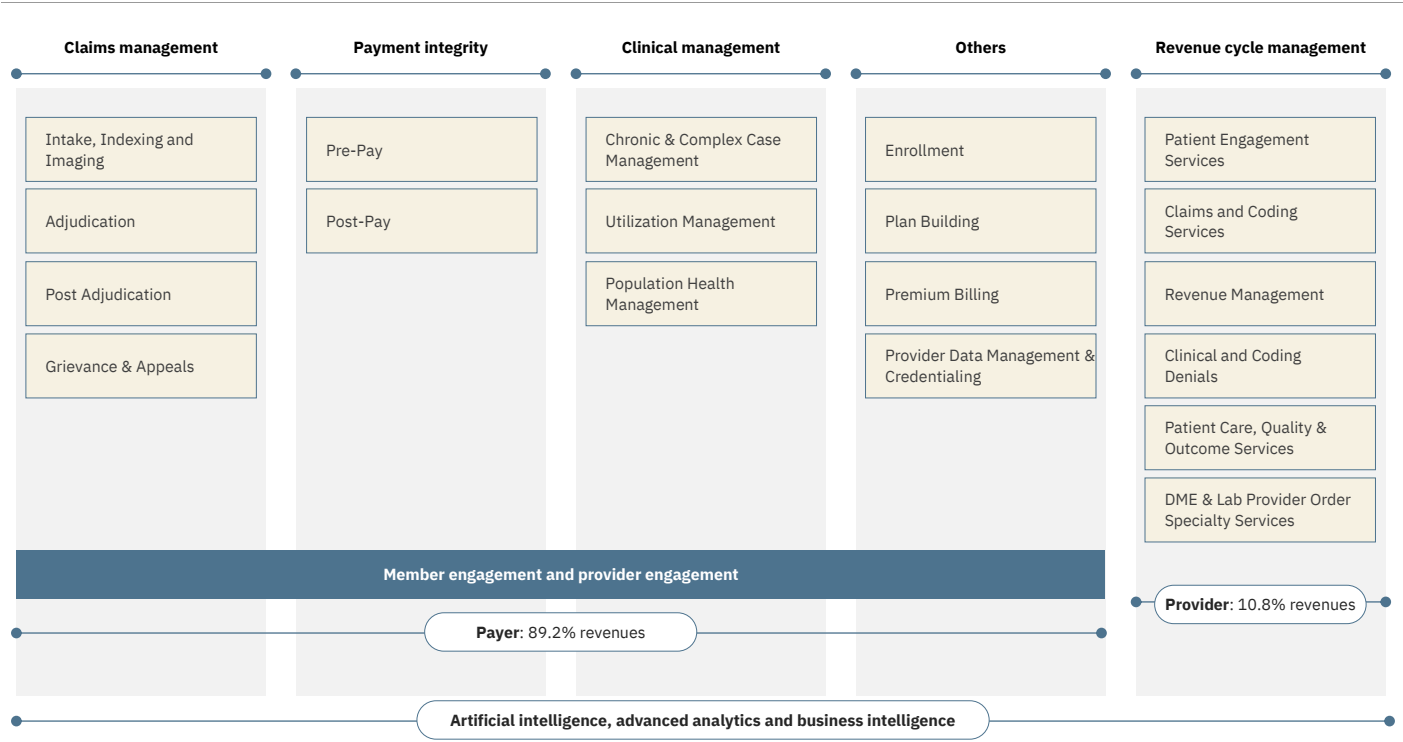 Claims management
Intake, Indexing and
Imaging
Adjudication
Post Adjudication
Grievance & Appeals
Payment integrity
Pre-Pay
Post-Pay
Clinical management
Chronic & Complex Case
Management
Utilization Management
Population Health
Management
Others
Enrollment
Plan Building
Premium Billing
Provider Data Management &
Credentialing
Revenue cycle management
Patient Engagement
Services
Claims and Coding
Services
Revenue Management
Clinical and Coding
Denials
Patient Care, Quality &
Outcome Services
DME & Lab Provider Order
Specialty Services
Member engagement and provider engagement
Provider: 10.8% revenues
Payer: 89.2% revenues
Artificial intelligence, advanced analytics and business intelligence